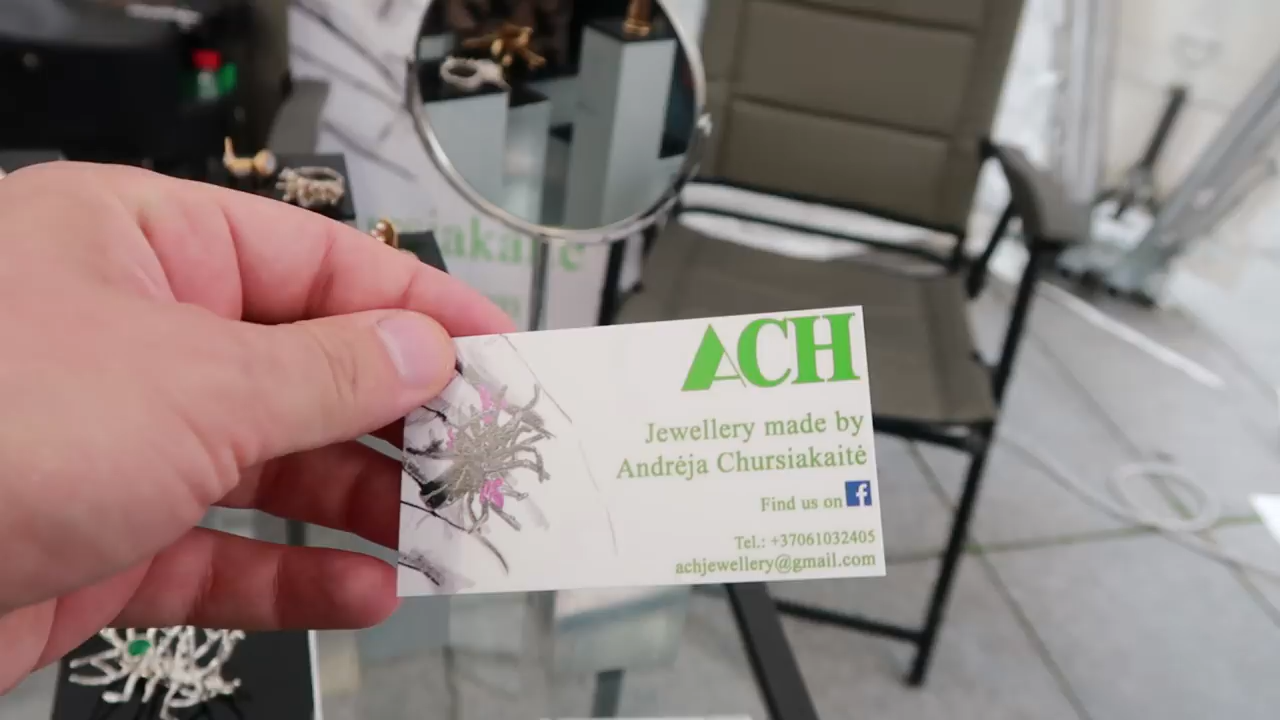 ACH
Jewellery made by
Andrėja Chursiakaitė
Find us on f
Tel.: +37061032405
achjewellery@gmail.com